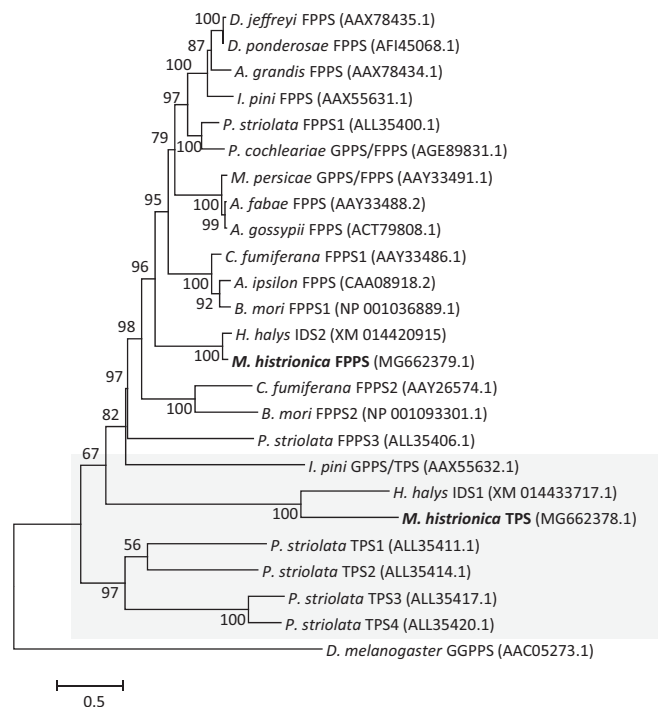 100
D. jeffreyi FPPS (AAX78435.1)
D. ponderosae FPPS (AFI45068.1)
87
A. grandis FPPS (AAX78434.1)
100
I. pini FPPS (AAX55631.1)
97
P. striolata FPPS1 (ALL35400.1)
100
P. cochleariae GPPS/FPPS (AGE89831.1)
79
M. persicae GPPS/FPPS (AAY33491.1)
100
A. fabae FPPS (AAY33488.2)
99
A. gossypii FPPS (ACT79808.1)
95
C. fumiferana FPPS1 (AAY33486.1)
100
A. ipsilon FPPS (CAA08918.2)
92
B. mori FPPS1 (NP 001036889.1)
96
H. halys IDS2 (XM 014420915)
100
M. histrionica FPPS (MG662379.1)
98
C. fumiferana FPPS2 (AAY26574.1)
100
B. mori FPPS2 (NP 001093301.1)
97
P. striolata FPPS3 (ALL35406.1)
82
I. pini GPPS/TPS (AAX55632.1)
67
H. halys IDS1 (XM 014433717.1)
100
M. histrionica TPS (MG662378.1)
56
P. striolata TPS1 (ALL35411.1)
P. striolata TPS2 (ALL35414.1)
97
P. striolata TPS3 (ALL35417.1)
100
P. striolata TPS4 (ALL35420.1)
D. melanogaster GGPPS (AAC05273.1)
0.5